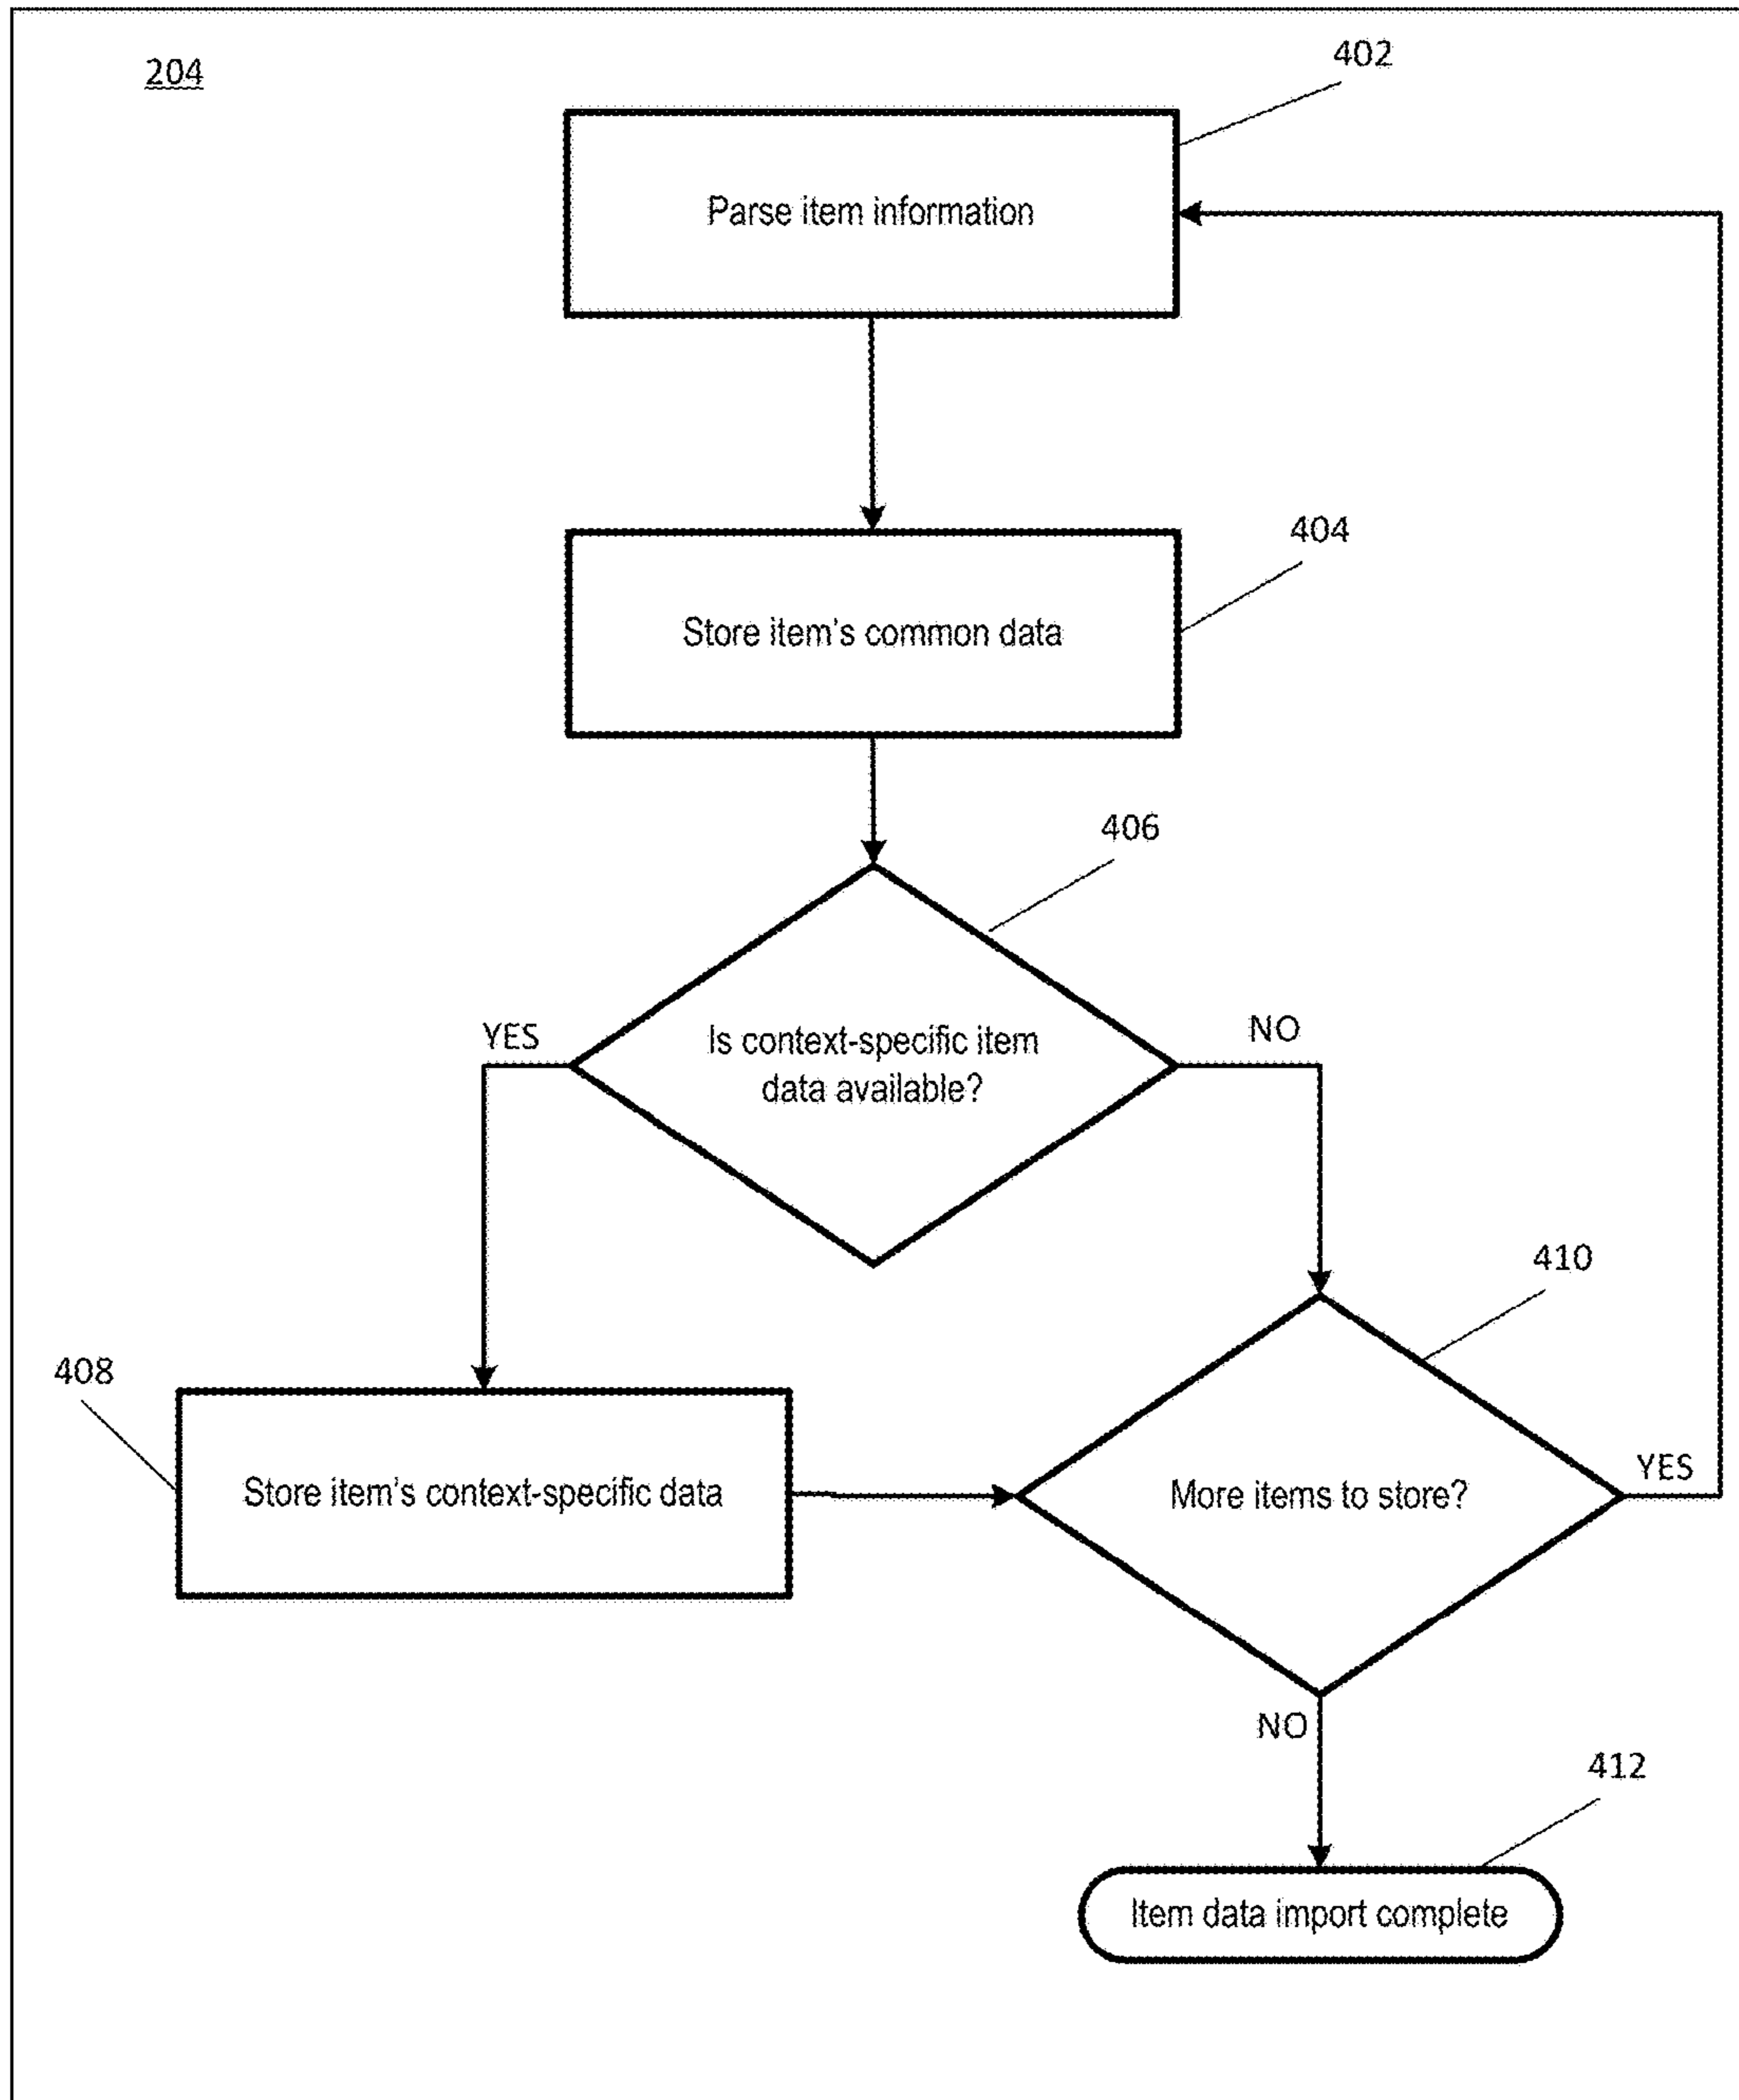 204
402
Parse item information
404
Store item's common data
406
YES
NO
Is context-specific item
data available?
410
408
Store item's context-specific data
More items to store?
YES
NO
412
Item data import complete